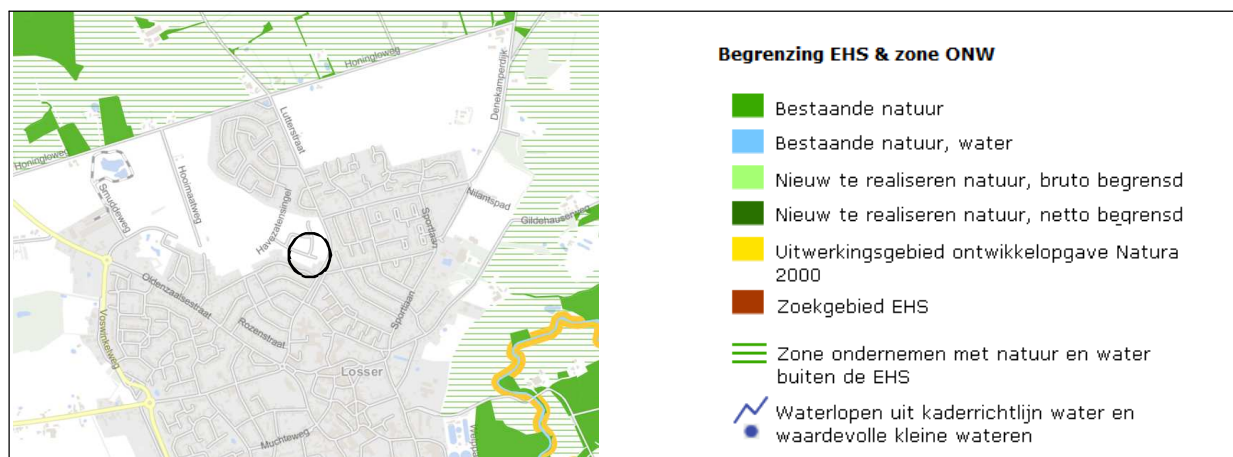 Honingloweg
Lutterstraat
Denekamperdijk
Honingloweg
Hooimaatweg
Smuddeweg
Havezatensingel
Nilantspad
Sportlaan
Gildehauserweg
Oldenzaalsestraat
Voswinkelweg
Rozenstraat
Sportlaan
Losser
Muchteweg
Begrenzing EHS & zone ONW
Bestaande natuur
Bestaande natuur, water
Nieuw te realiseren natuur, bruto begrensd
Nieuw te realiseren natuur, netto begrensd
Uitwerkingsgebied ontwikkelopgave Natura
2000
Zoekgebied EHS
Zone ondernemen met natuur en water
buiten de EHS
Waterlopen uit kaderrichtlijn water en
waardevolle kleine wateren